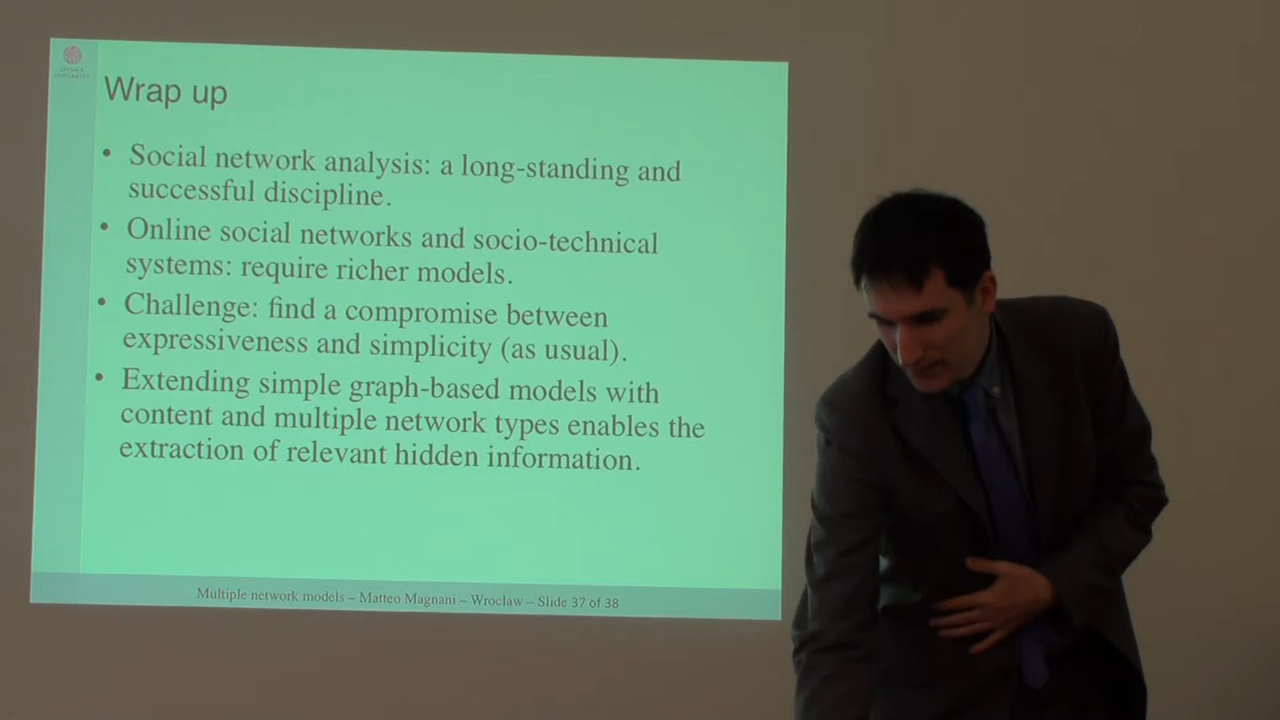 UPPSALA
UNIVERSITET
Wrap up
• Social network analysis: a long-standing and
successful discipline.
• Online social networks and socio-technical
systems: require richer models.
• Challenge: find a compromise between
expressiveness and simplicity (as usual).
• Extending simple graph-based models with
content and multiple network types enables the
extraction of relevant hidden information.
Multiple network models – Matteo Magnani – Wroclaw – Slide 37 of 38